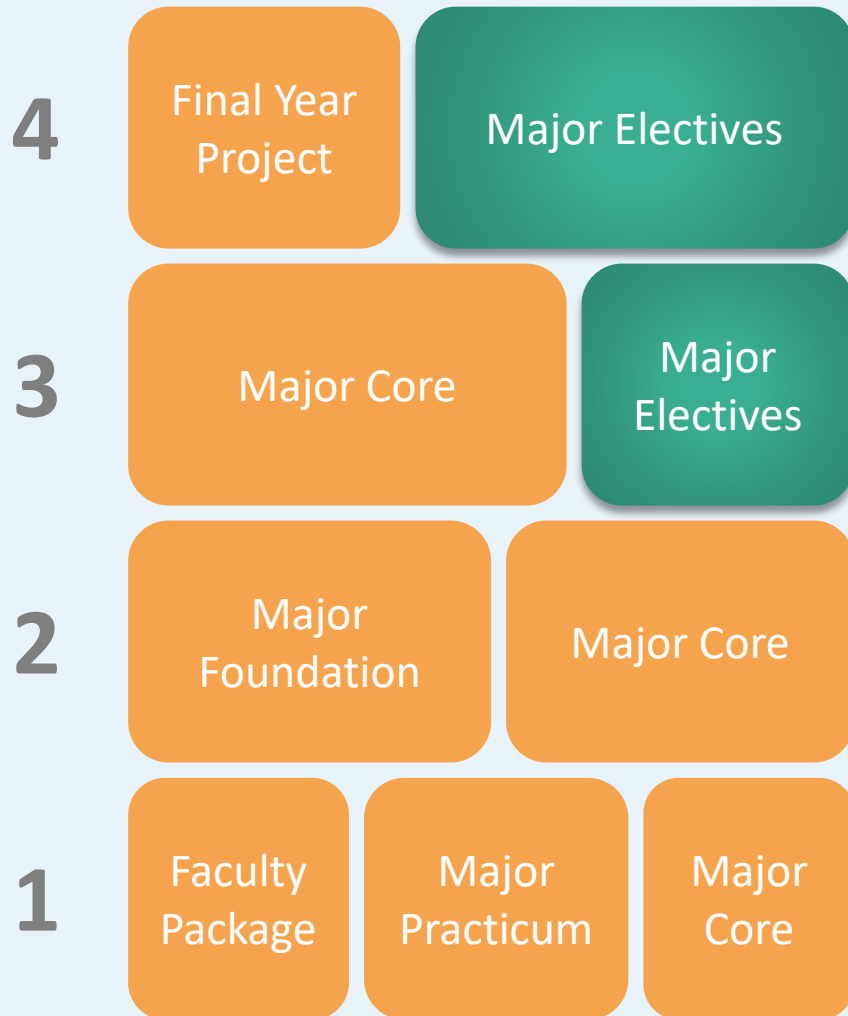 4
Final Year
Project
Major Electives
3
Major Core
Major
Electives
2
Major
Foundation
Major Core
1
Faculty
Package
Major
Practicum
Major
Core